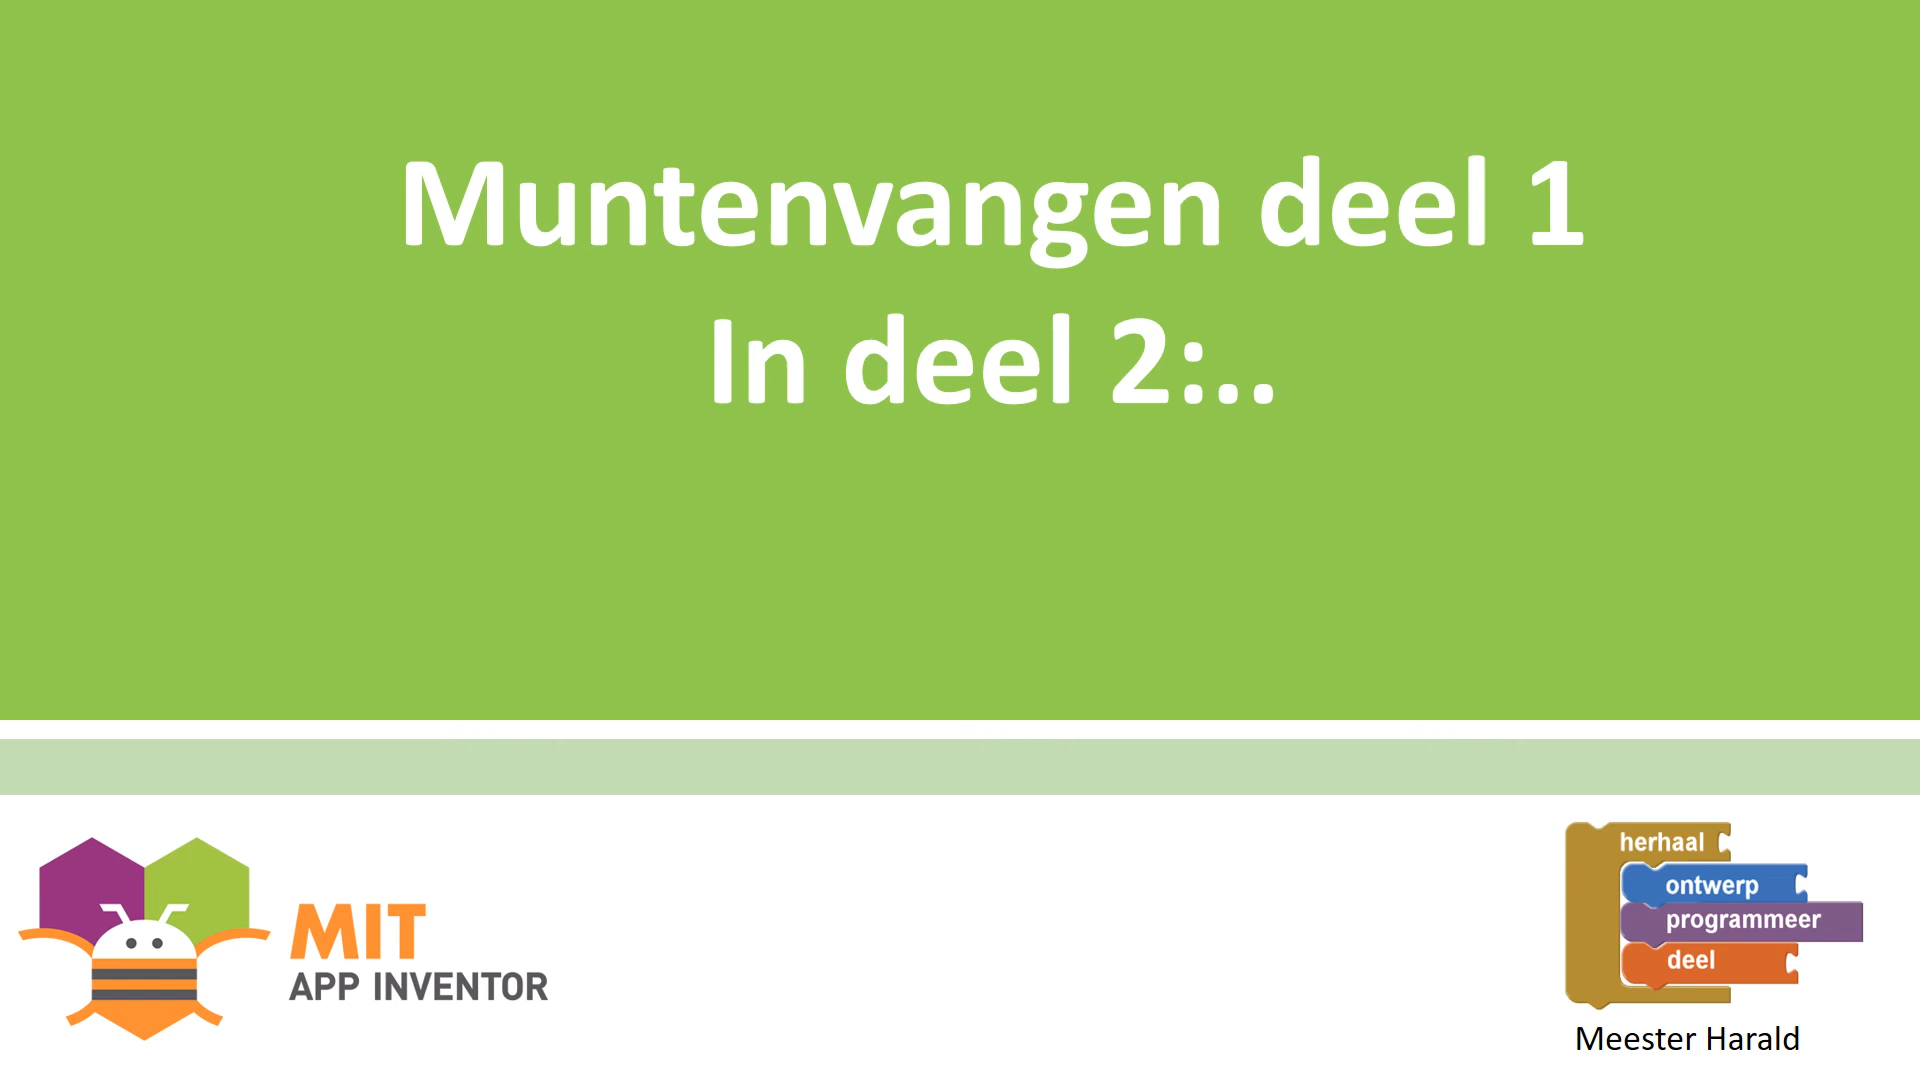 Muntenvangen deel 1
In deel 2:..
MIT
APP INVENTOR
herhaal
ontwerp
programmeer
deel
Meester Harald